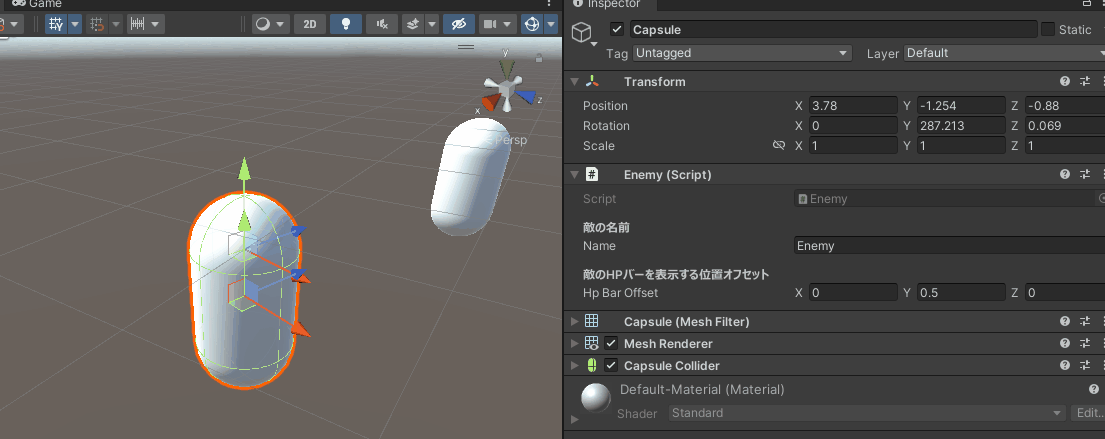 Game
Inspector
2D
y
x
z
Persp
Capsule
Static
Tag Untagged
Layer Default
Transform
Position X 3.78 Y -1.254 Z -0.88
Rotation X 0 Y 287.213 Z 0.069
Scale X 1 Y 1 Z 1
# Enemy (Script)
Script Enemy
敵の名前
Name Enemy
敵のHPバーを表示する位置オフセット
Hp Bar Offset X 0 Y 0.5 Z 0
Capsule (Mesh Filter)
Mesh Renderer
Capsule Collider
Default-Material (Material)
Shader Standard Edit...